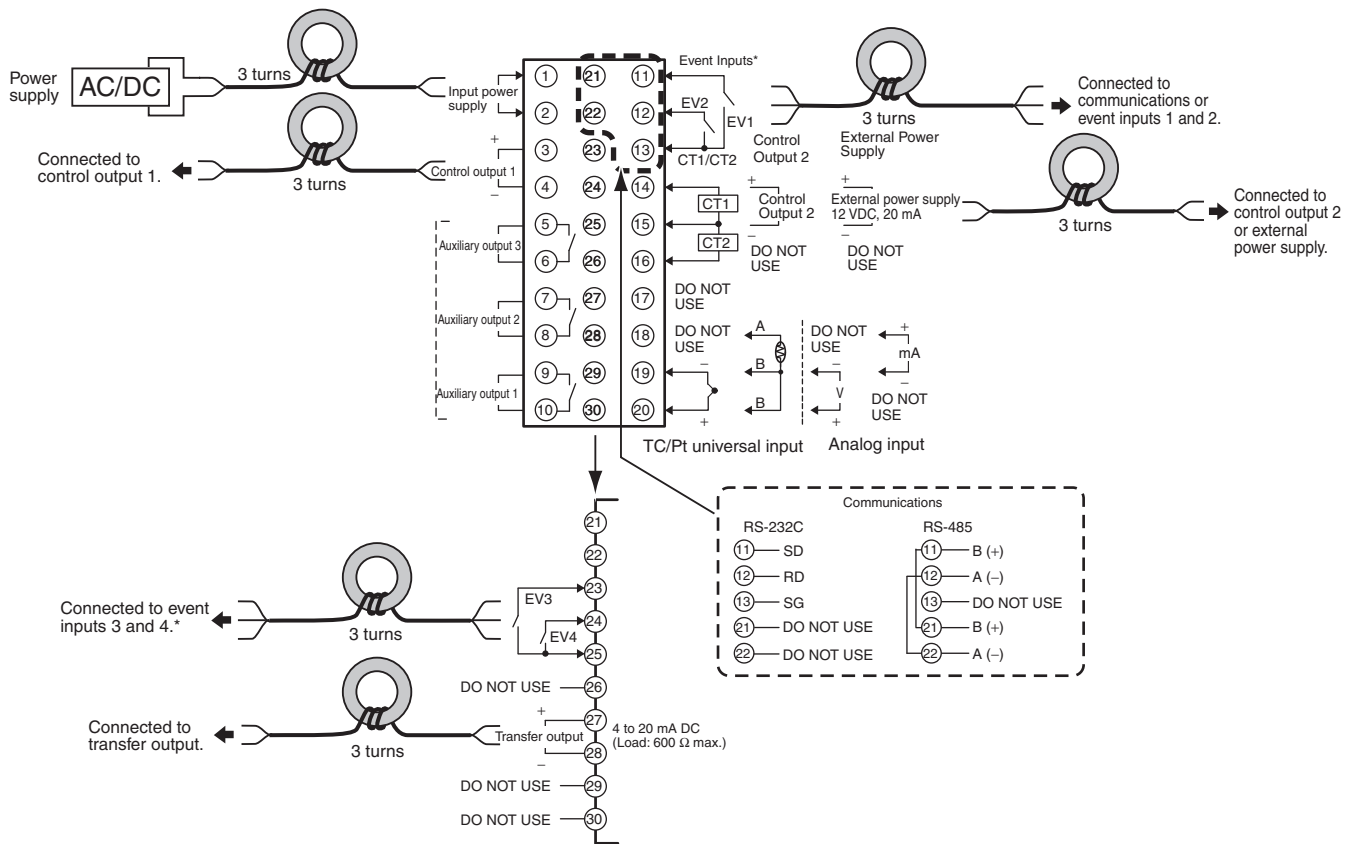 Power
supply
AC/DC
3 turns
Input power
supply
Connected to
control output 1.
3 turns
+
Control output 1
−
Auxiliary output 3
Auxiliary output 2
Auxiliary output 1
1 21 11
2 22 12
3 23 13
4 24 14
5 25 15
6 26 16
7 27 17
8 28 18
9 29 19
10 30 20
Event Inputs*
EV2
EV1
CT1/CT2
CT1
CT2
Control
Output 2
+
Control
Output 2
−
DO NOT
USE
External Power
Supply
+
External power supply
12 VDC, 20 mA
−
DO NOT
USE
3 turns
Connected to
communications or
event inputs 1 and 2.
3 turns
Connected to
control output 2
or external
power supply.
DO NOT
USE
DO NOT
USE
−
+
A
B
B
TC/Pt universal input
DO NOT
USE
−
V
+
+
mA
−
DO NOT
USE
Analog input
Communications
RS-232C
11 SD
12 RD
13 SG
21 DO NOT USE
22 DO NOT USE
RS-485
11 B (+)
12 A (−)
13 DO NOT USE
21 B (+)
22 A (−)
21
22
23
24
25
26
27
28
29
30
Connected to event
inputs 3 and 4.*
3 turns
EV3
EV4
DO NOT USE
Connected to
transfer output.
3 turns
+
Transfer output
−
4 to 20 mA DC
(Load: 600 Ω max.)
DO NOT USE
DO NOT USE